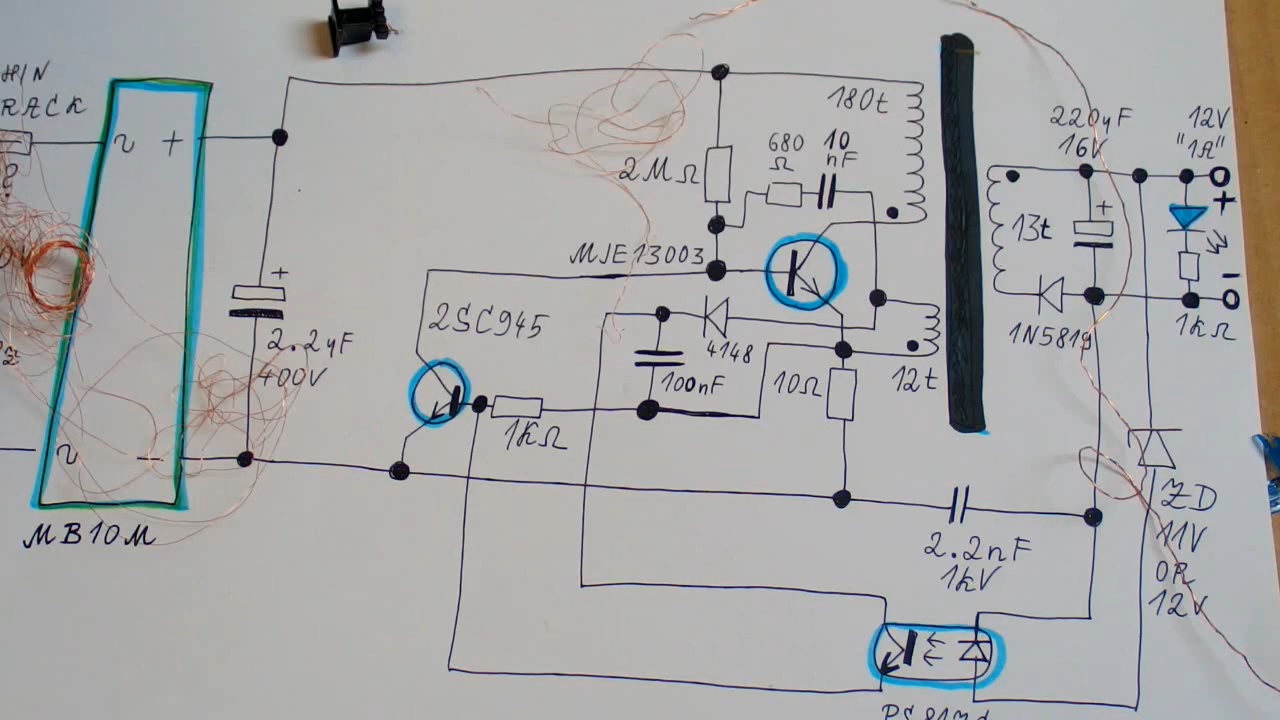 RACK
∿ +
∿ —
MB10M
+
2.2µF
400V
2SC945
1KΩ
MJE13003
2MΩ
680
Ω
10
nF
180t
4148
100nF
10Ω
12t
13t
220µF
16V
+
12V
"1A"
+
-
1N5819
1kΩ
2.2nF
1kV
ZD
11V
OR
12V